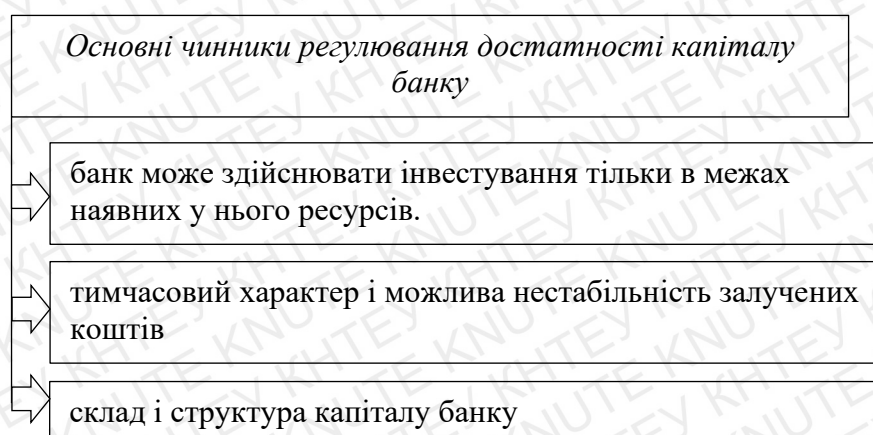 Основні чинники регулювання достатності капіталу
банку
банк може здійснювати інвестування тільки в межах
наявних у нього ресурсів.
тимчасовий характер і можлива нестабільність залучених
коштів
склад і структура капіталу банку